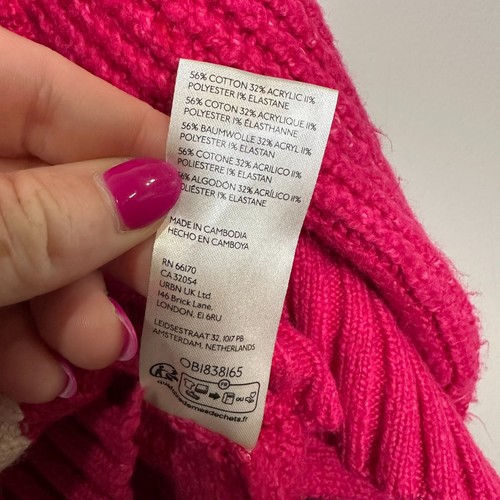 56% COTTON 32% ACRYLIC 11%
POLYESTER 1% ELASTANE
56% COTON 32% ACRYLIQUE 11%
POLYESTER 1% ÉLASTHANNE
56% BAUMWOLLE 32% ACRYL 11%
POLYESTER 1% ELASTAN
56% COTONE 32% ACRILICO 11%
POLIESTERE 1% ELASTAN
56% ALGODÓN 32% ACRÍLICO 11%
POLIÉSTER 1% ELASTANE
MADE IN CAMBODIA
HECHO EN CAMBOYA
RN 66170
CA 32054
URBN UK Ltd.
146 Brick Lane,
LONDON, E1 6RU
LEIDSESTRAAT 32, 1017 PB
AMSTERDAM, NETHERLANDS
OB1838165
FR
OU